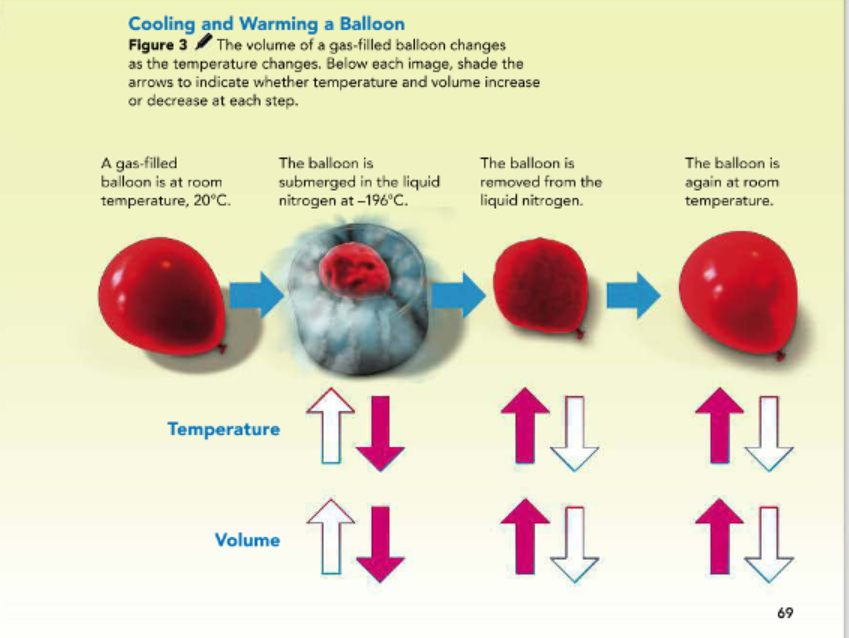 Cooling and Warming a Balloon
Figure 3 The volume of a gas-filled balloon changes
as the temperature changes. Below each image, shade the
arrows to indicate whether temperature and volume increase
or decrease at each step.
A gas-filled
balloon is at room
temperature, 20°C.
The balloon is
submerged in the liquid
nitrogen at –196°C.
The balloon is
removed from the
liquid nitrogen.
The balloon is
again at room
temperature.
Temperature
Volume
69